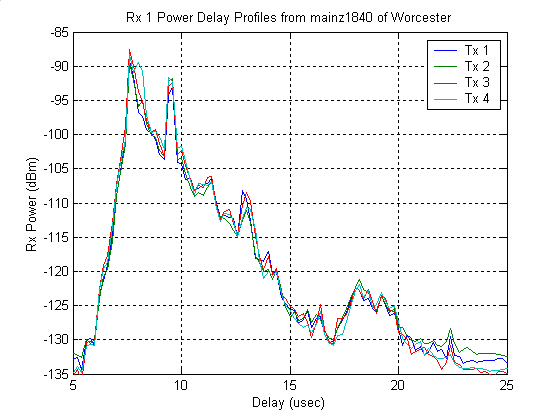 Rx 1 Power Delay Profiles from mainz1840 of Worcester
Rx Power (dBm)
-85
-90
-95
-100
-105
-110
-115
-120
-125
-130
-135
Tx 1
Tx 2
Tx 3
Tx 4
5
10
15
20
25
Delay (usec)